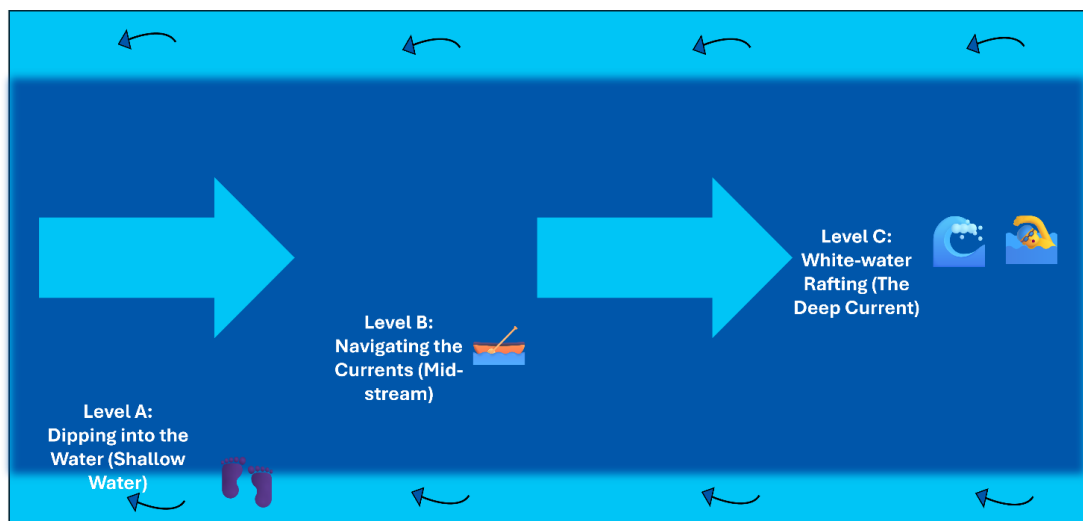 Level A:
Dipping into the
Water (Shallow
Water)
Level B:
Navigating the
Currents (Mid-
stream)
Level C:
White-water
Rafting (The
Deep Current)